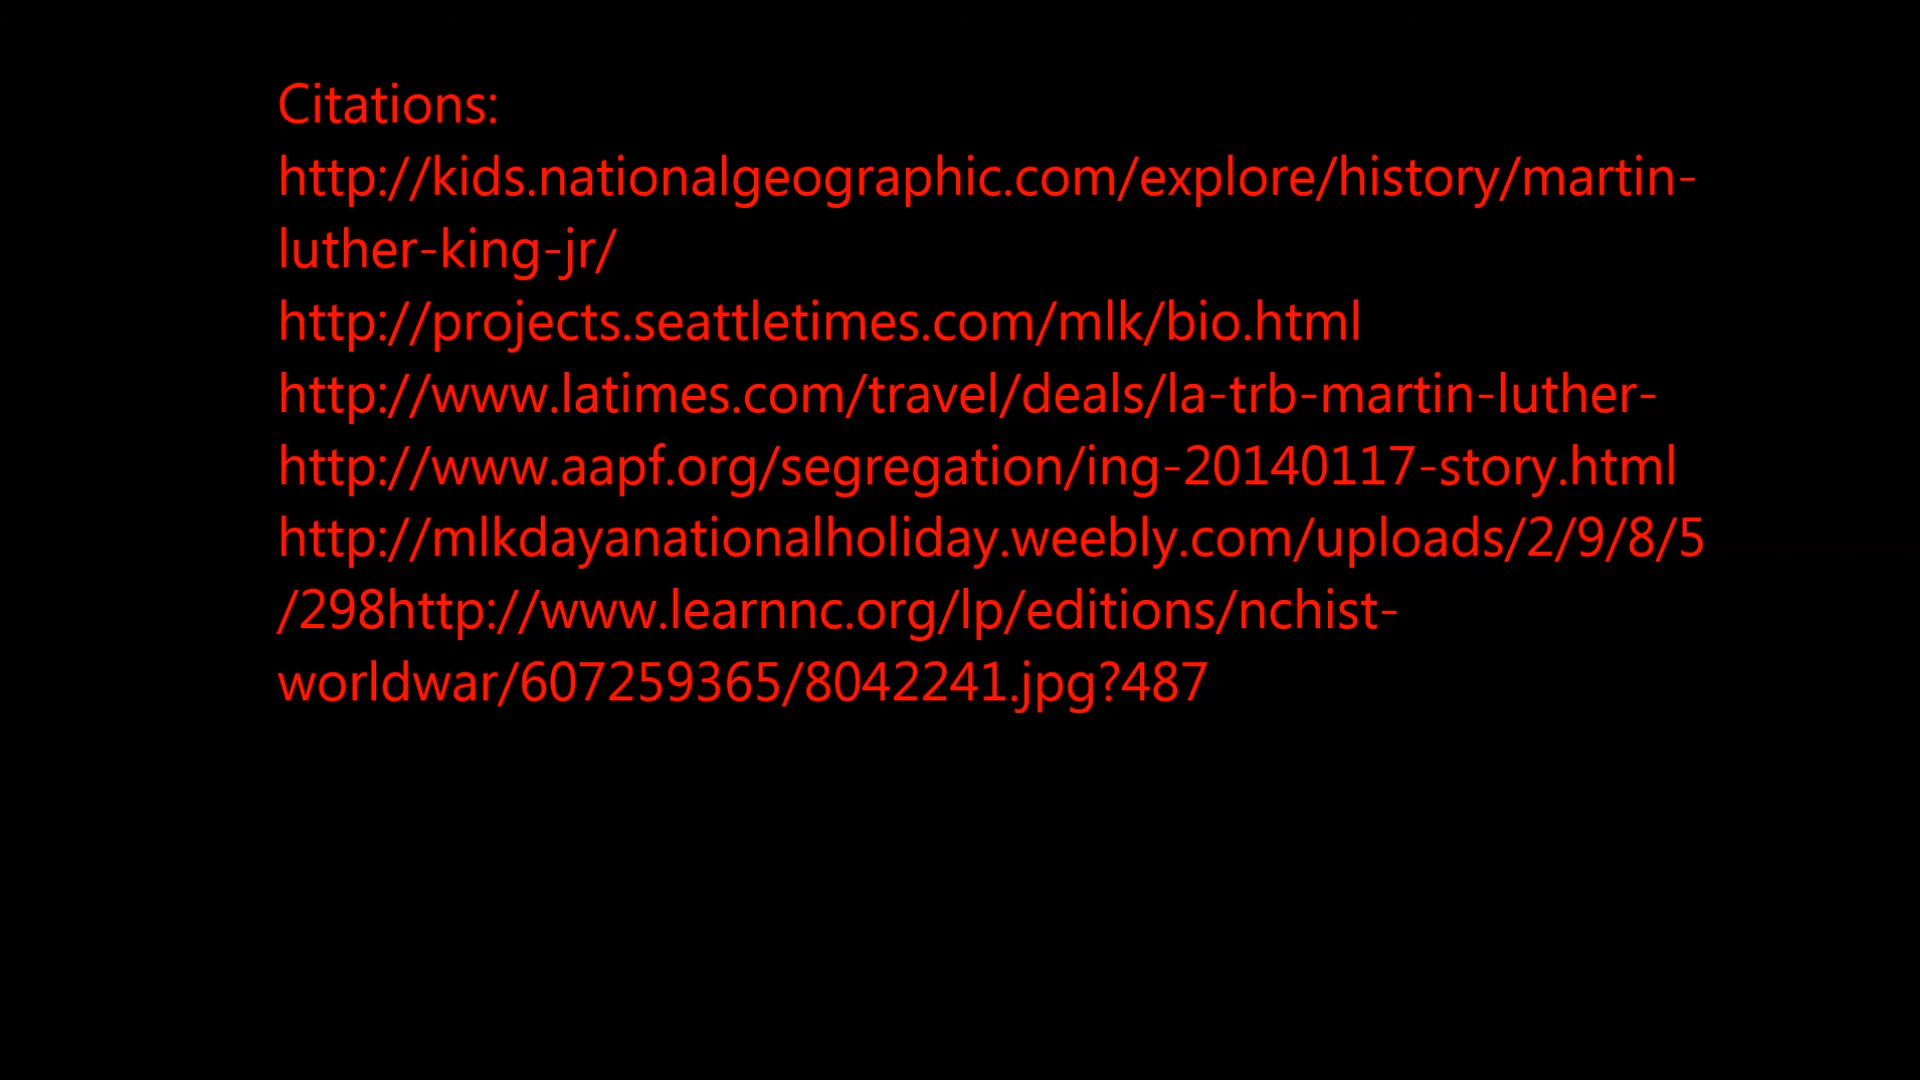 Citations:
http://kids.nationalgeographic.com/explore/history/martin-
luther-king-jr/
http://projects.seattletimes.com/mlk/bio.html
http://www.latimes.com/travel/deals/la-trb-martin-luther-
http://www.aapf.org/segregation/ing-20140117-story.html
http://mlkdayanationalholiday.weebly.com/uploads/2/9/8/5
/298http://www.learnnc.org/lp/editions/nchist-
worldwar/607259365/8042241.jpg?487